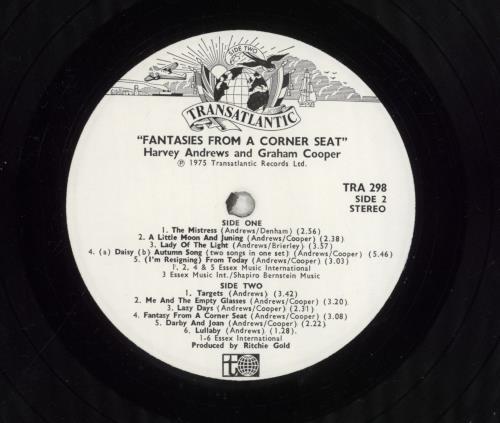 SIDE TWO
TRANSATLANTIC
"FANTASIES FROM A CORNER SEAT"
Harvey Andrews and Graham Cooper
℗ 1975 Transatlantic Records Ltd.
TRA 298
SIDE 2
STEREO
SIDE ONE
1. The Mistress (Andrews/Denham) (2.56)
2. A Little Moon And Juning (Andrews/Cooper) (2.38)
3. Lady Of The Light (Andrews/Brierley) (3.57)
4. (a) Daisy (b) Autumn Song (two songs in one set) (Andrews/Cooper) (5.46)
5. (I'm Resigning) From Today (Andrews/Cooper) (3.03)
1, 2, 4 & 5 Essex Music International
3 Essex Music Int./Shapiro Bernstein Music
SIDE TWO
1. Targets (Andrews) (3.42)
2. Me And The Empty Glasses (Andrews/Cooper) (3.20)
3. Lazy Days (Andrews/Cooper) (2.31)
4. Fantasy From A Corner Seat (Andrews/Cooper) (3.08)
5. Darby And Joan (Andrews/Cooper) (2.22)
6. Lullaby (Andrews) (1.28).
1-6 Essex International
Produced by Ritchie Gold
t